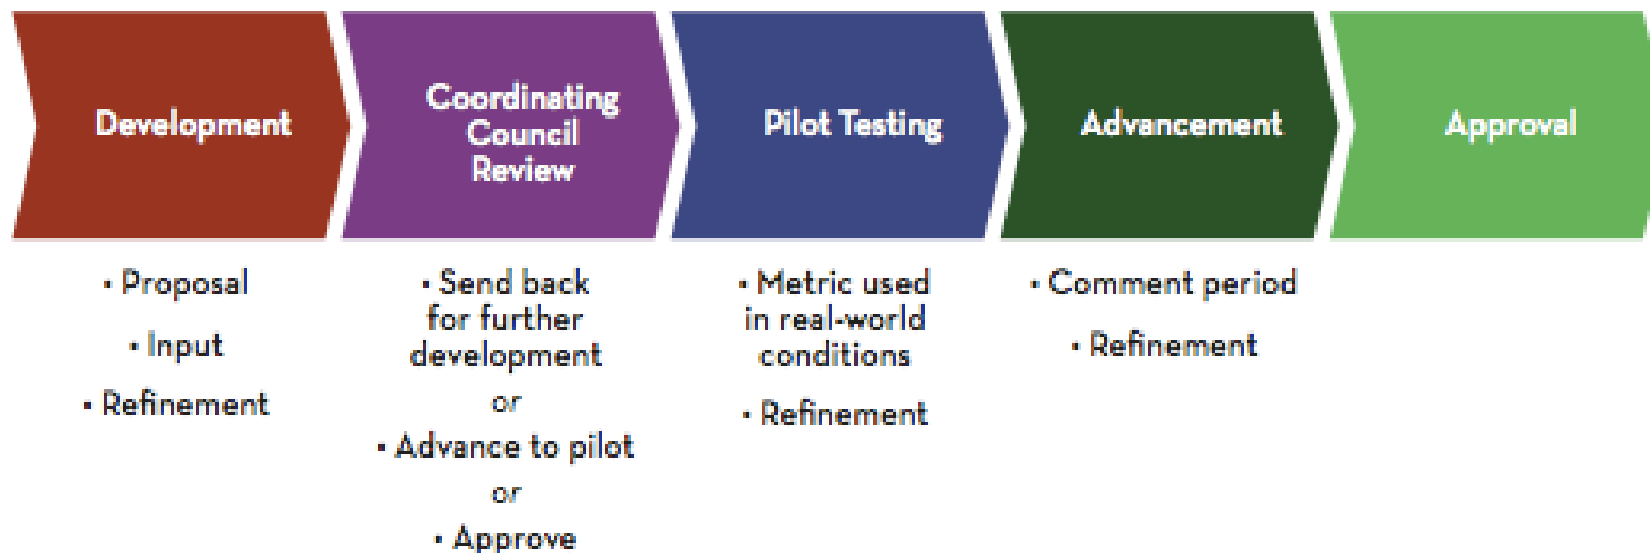 Development
Coordinating
Council
Review
Pilot Testing
Advancement
Approval
• Proposal
• Input
• Refinement
• Send back
for further
development
or
• Advance to pilot
or
• Approve
• Metric used
in real-world
conditions
• Refinement
• Comment period
• Refinement